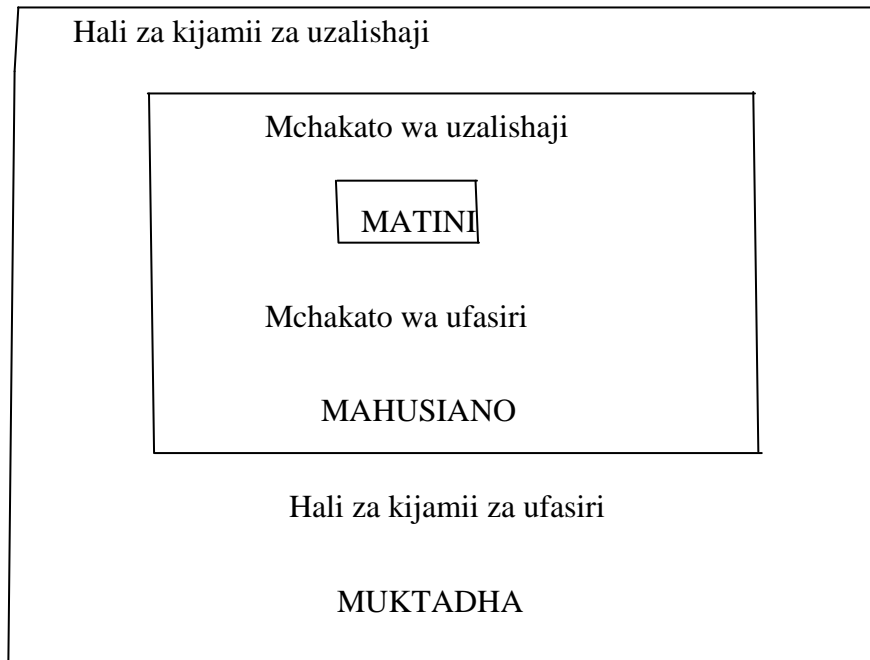 Hali za kijamii za uzalishaji
Mchakato wa uzalishaji
MATINI
Mchakato wa ufasiri
MAHUSIANO
Hali za kijamii za ufasiri
MUKTADHA